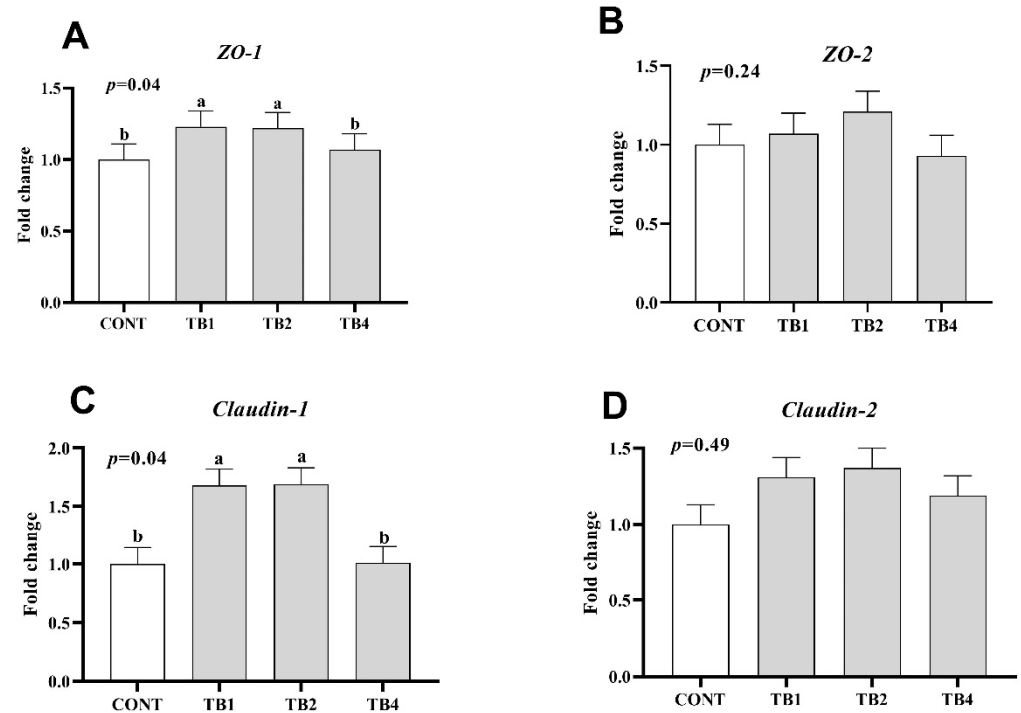 A
ZO-1
p=0.04
1.5
1.0
0.5
0.0
Fold change
b
a
a
b
CONT TB1 TB2 TB4
B
ZO-2
p=0.24
1.5
1.0
0.5
0.0
Fold change
CONT TB1 TB2 TB4
C
Claudin-1
p=0.04
2.0
1.5
1.0
0.5
0.0
Fold change
b
a
a
b
CONT TB1 TB2 TB4
D
Claudin-2
p=0.49
1.5
1.0
0.5
0.0
Fold change
CONT TB1 TB2 TB4